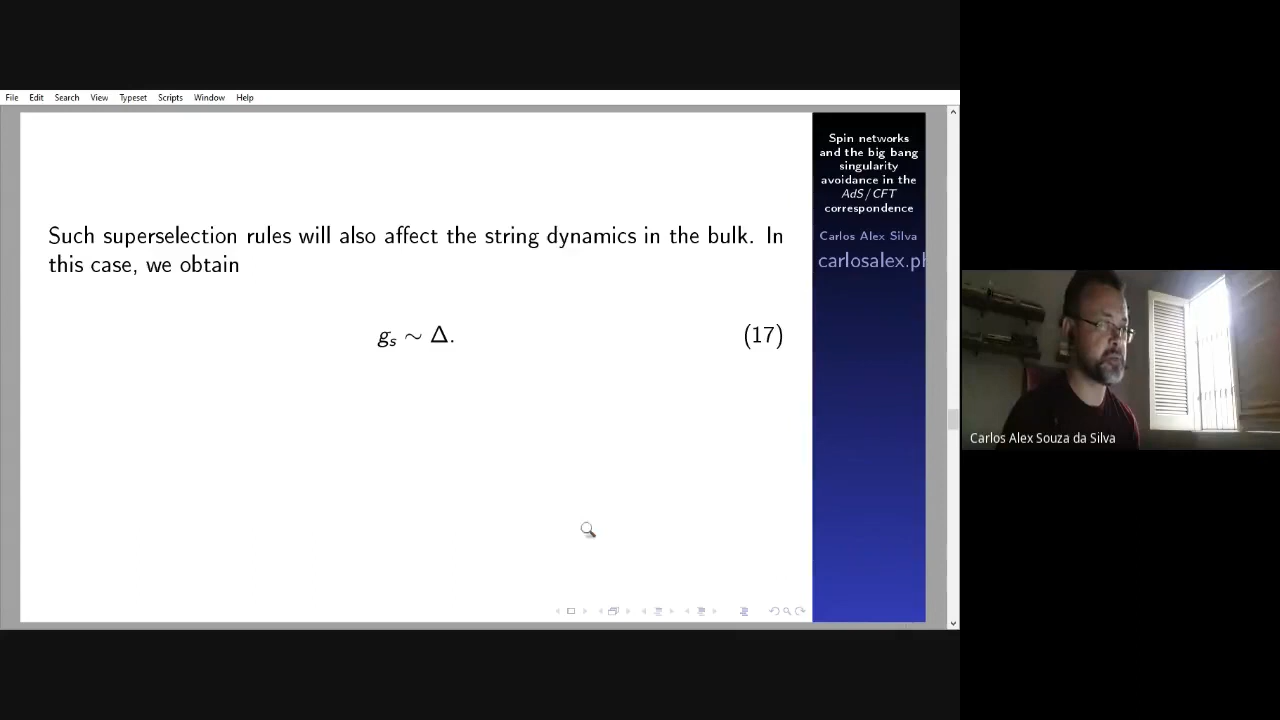 File Edit Search View Typeset Scripts Window Help
Such superselection rules will also affect the string dynamics in the bulk. In
this case, we obtain
gₛ ∼ Δ. (17)
Spin networks
and the big bang
singularity
avoidance in the
AdS/CFT
correspondence
Carlos Alex Silva
carlosalex.ph
Carlos Alex Souza da Silva